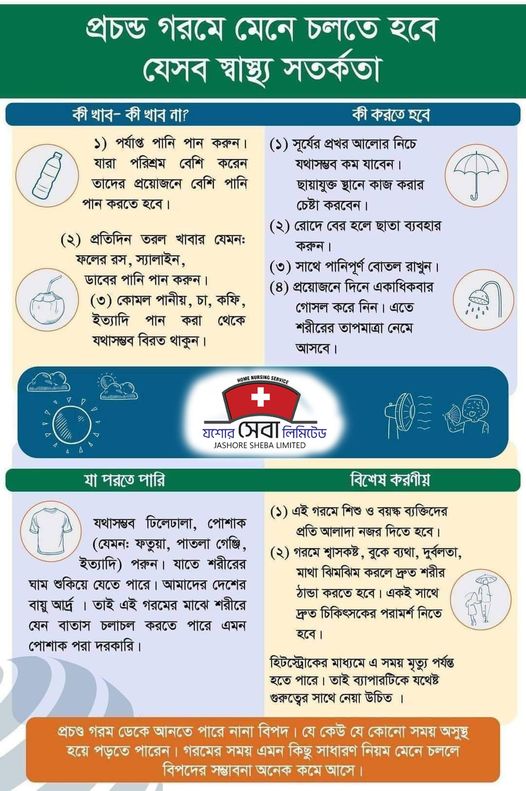 প্রচন্ড গরমে মেনে চলতে হবে
যেসব স্বাস্থ্য সতর্কতা
কী খাব- কী খাব না?
১) পর্যাপ্ত পানি পান করুন।
যারা পরিশ্রম বেশি করেন
তাদের প্রয়োজনে বেশি পানি
পান করতে হবে।
(২) প্রতিদিন তরল খাবার যেমন:
ফলের রস, স্যালাইন,
ডাবের পানি পান করুন।
(৩) কোমল পানীয়, চা, কফি,
ইত্যাদি পান করা থেকে
যথাসম্ভব বিরত থাকুন।
কী করতে হবে
(১) সূর্যের প্রখর আলোর নিচে
যথাসম্ভব কম যাবেন।
ছায়াযুক্ত স্থানে কাজ করার
চেষ্টা করবেন।
(২) রোদে বের হলে ছাতা ব্যবহার
করুন।
(৩) সাথে পানিপূর্ণ বোতল রাখুন।
(৪) প্রয়োজনে দিনে একাধিকবার
গোসল করে নিন। এতে
শরীরের তাপমাত্রা নেমে
আসবে।
HOME NURSING SERVICE
যশোর সেবা লিমিটেড
JASHORE SHEBA LIMITED
যা পরতে পারি
যথাসম্ভব ঢিলেঢালা, পোশাক
(যেমন: ফতুয়া, পাতলা গেঞ্জি,
ইত্যাদি) পরুন। যাতে শরীরের
ঘাম শুকিয়ে যেতে পারে। আমাদের দেশের
বায়ু আর্দ্র । তাই এই গরমের মাঝে শরীরে
যেন বাতাস চলাচল করতে পারে এমন
পোশাক পরা দরকারি।
বিশেষ করণীয়
(১) এই গরমে শিশু ও বয়স্ক ব্যক্তিদের
প্রতি আলাদা নজর দিতে হবে।
(২) গরমে শ্বাসকষ্ট, বুকে ব্যথা, দুর্বলতা,
মাথা ঝিমঝিম করলে দ্রুত শরীর
ঠান্ডা করতে হবে। একই সাথে
দ্রুত চিকিৎসকের পরামর্শ নিতে
হবে।
হিটস্ট্রোকের মাধ্যমে এ সময় মৃত্যু পর্যন্ত
হতে পারে। তাই ব্যাপারটিকে যথেষ্ট
গুরুত্বের সাথে নেয়া উচিত ।
প্রচণ্ড গরম ডেকে আনতে পারে নানা বিপদ। যে কেউ যে কোনো সময় অসুস্থ
হয়ে পড়তে পারেন। গরমের সময় এমন কিছু সাধারণ নিয়ম মেনে চললে
বিপদের সম্ভাবনা অনেক কমে আসে।